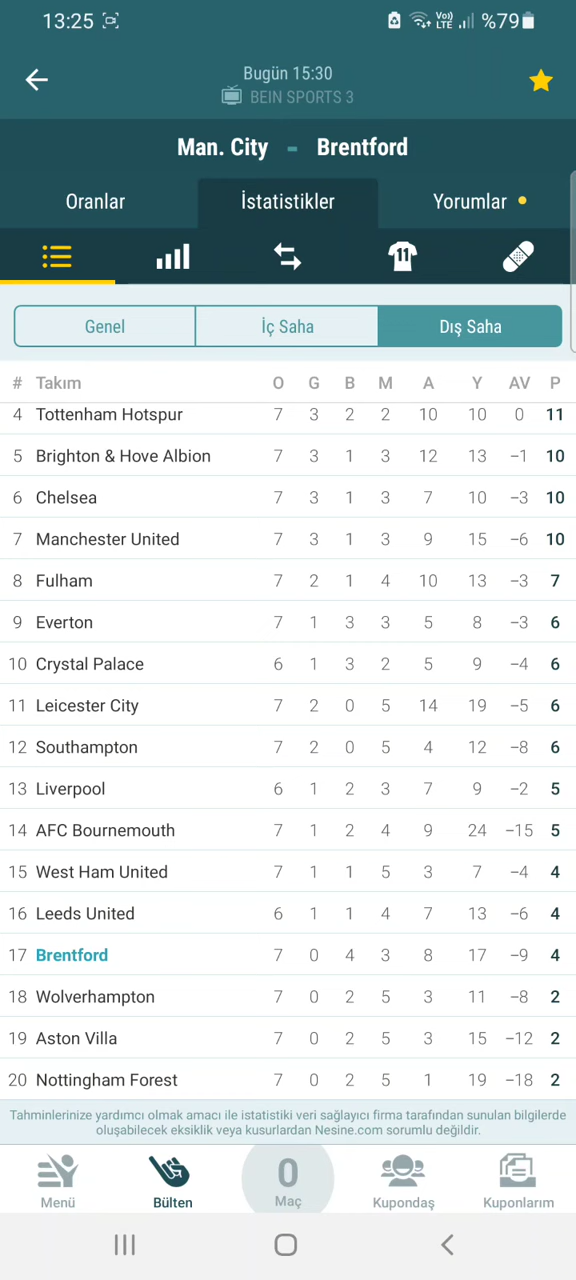 13:25
Vo)) LTE %79
Bugün 15:30
BEIN SPORTS 3
Man. City - Brentford
Oranlar İstatistikler Yorumlar
11
Genel İç Saha Dış Saha
# Takım O G B M A Y AV P
4 Tottenham Hotspur 7 3 2 2 10 10 0 11
5 Brighton & Hove Albion 7 3 1 3 12 13 −1 10
6 Chelsea 7 3 1 3 7 10 −3 10
7 Manchester United 7 3 1 3 9 15 −6 10
8 Fulham 7 2 1 4 10 13 −3 7
9 Everton 7 1 3 3 5 8 −3 6
10 Crystal Palace 6 1 3 2 5 9 −4 6
11 Leicester City 7 2 0 5 14 19 −5 6
12 Southampton 7 2 0 5 4 12 −8 6
13 Liverpool 6 1 2 3 7 9 −2 5
14 AFC Bournemouth 7 1 2 4 9 24 −15 5
15 West Ham United 7 1 1 5 3 7 −4 4
16 Leeds United 6 1 1 4 7 13 −6 4
17 Brentford 7 0 4 3 8 17 −9 4
18 Wolverhampton 7 0 2 5 3 11 −8 2
19 Aston Villa 7 0 2 5 3 15 −12 2
20 Nottingham Forest 7 0 2 5 1 19 −18 2
Tahminlerinize yardımcı olmak amacı ile istatistiki veri sağlayıcı firma tarafından sunulan bilgilerde
oluşabilecek eksiklik veya kusurlardan Nesine.com sorumlu değildir.
0
Menü Bülten Maç Kupondaş Kuponlarım